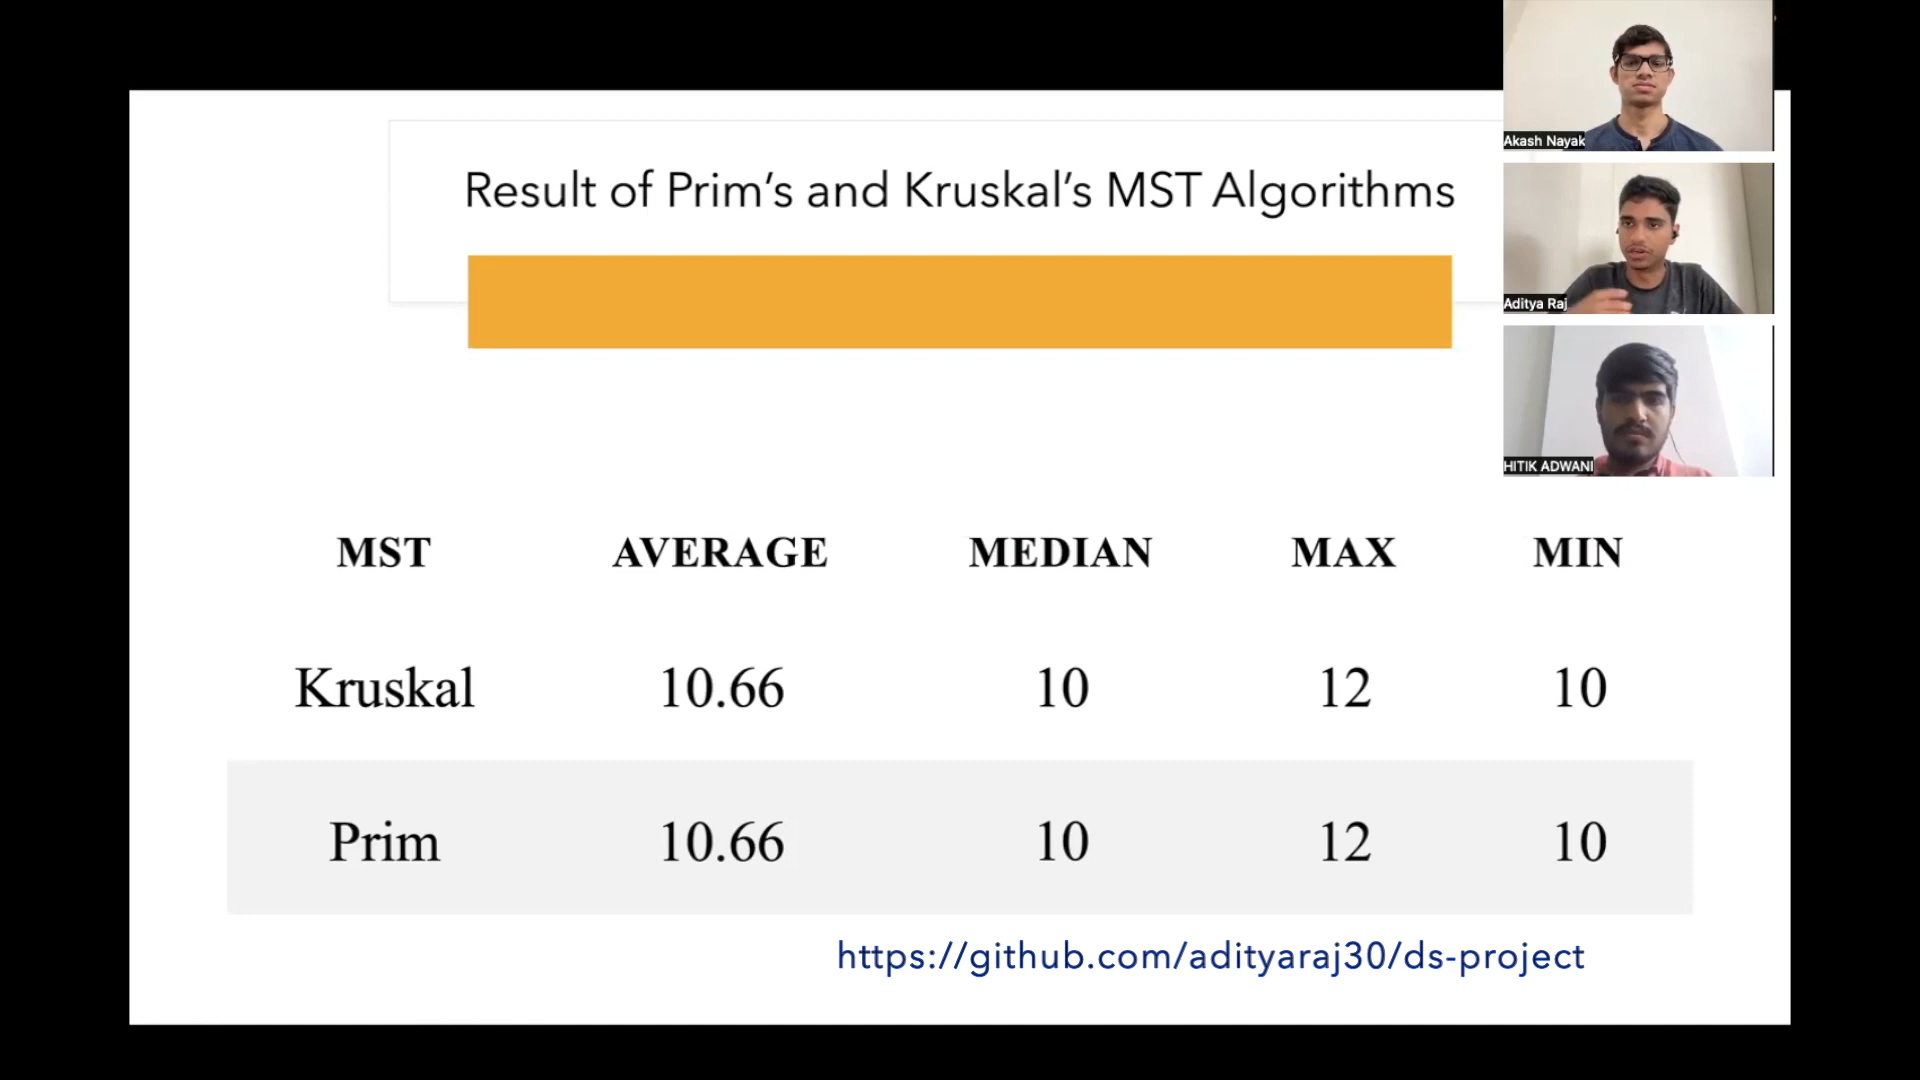 Result of Prim’s and Kruskal’s MST Algorithms
Akash Nayak
Aditya Raj
HITIK ADWANI
MST AVERAGE MEDIAN MAX MIN
Kruskal 10.66 10 12 10
Prim 10.66 10 12 10
https://github.com/adityaraj30/ds-project